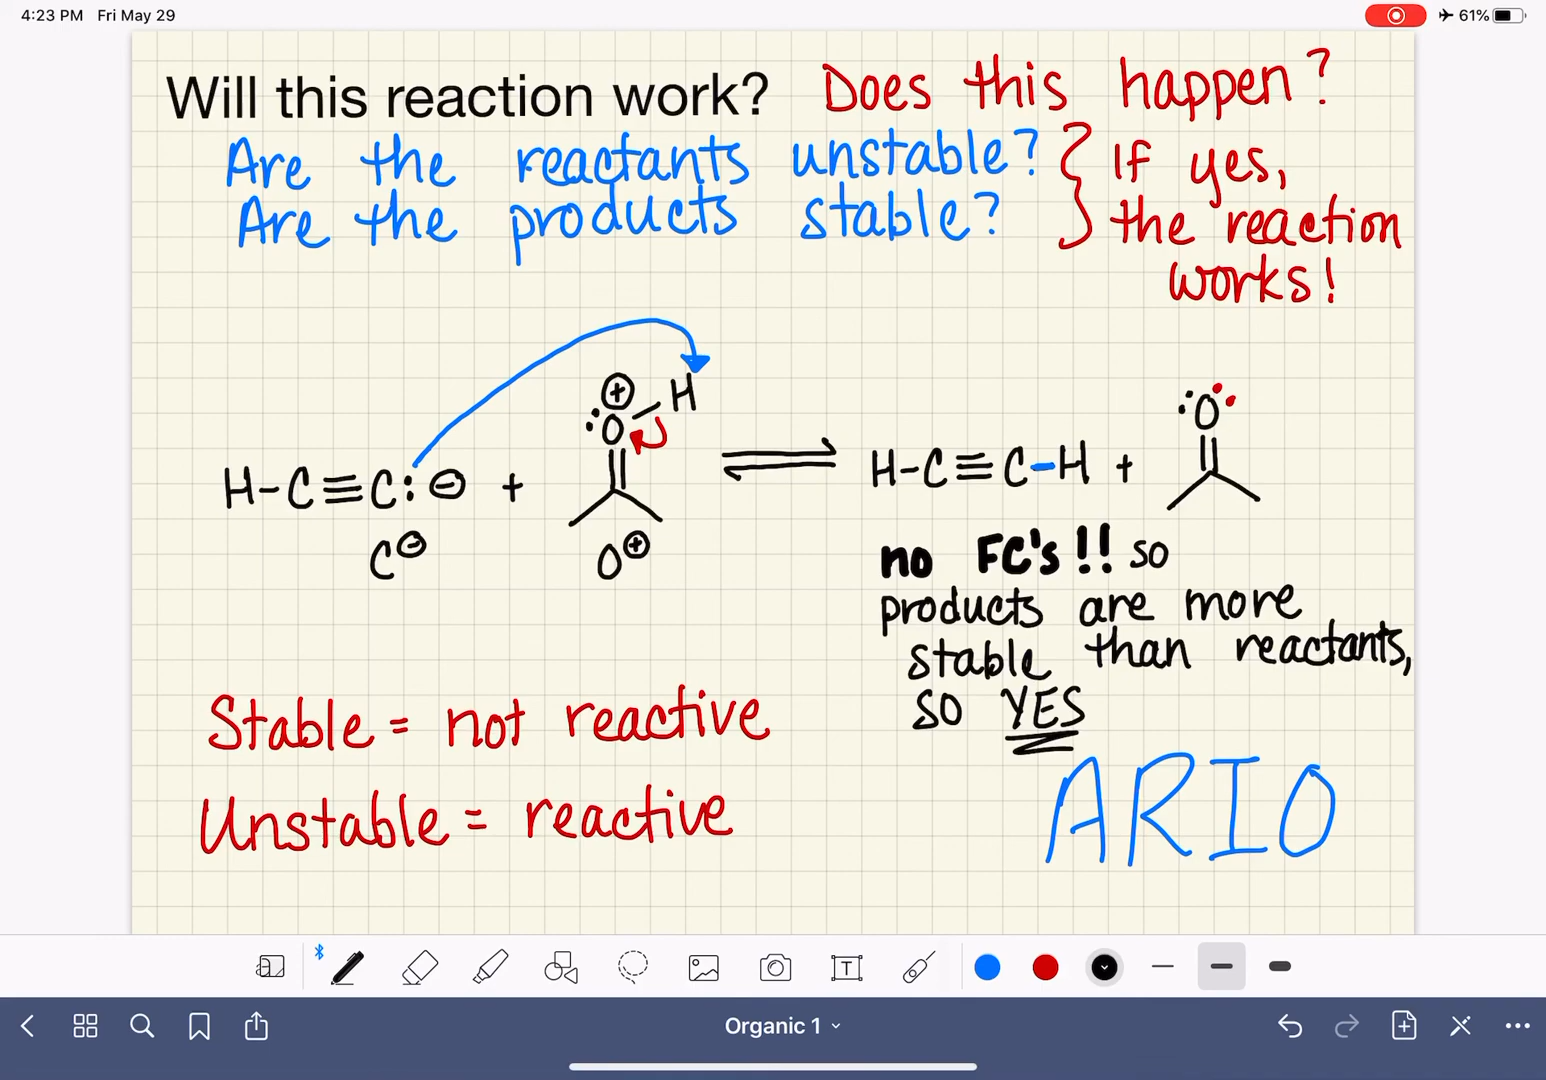 4:23 PM Fri May 29
61%
Will this reaction work? Does this happen?
Are the reactants unstable? { If yes,
Are the products stable? the reaction
works!
⊕
H
:O
H-C≡C:⊖ + ⇌ H-C≡C-H + :O:
C⊖ O⊕
no FC's!! so
products are more
stable than reactants,
so YES
Stable = not reactive
Unstable = reactive
ARIO
T
Organic 1